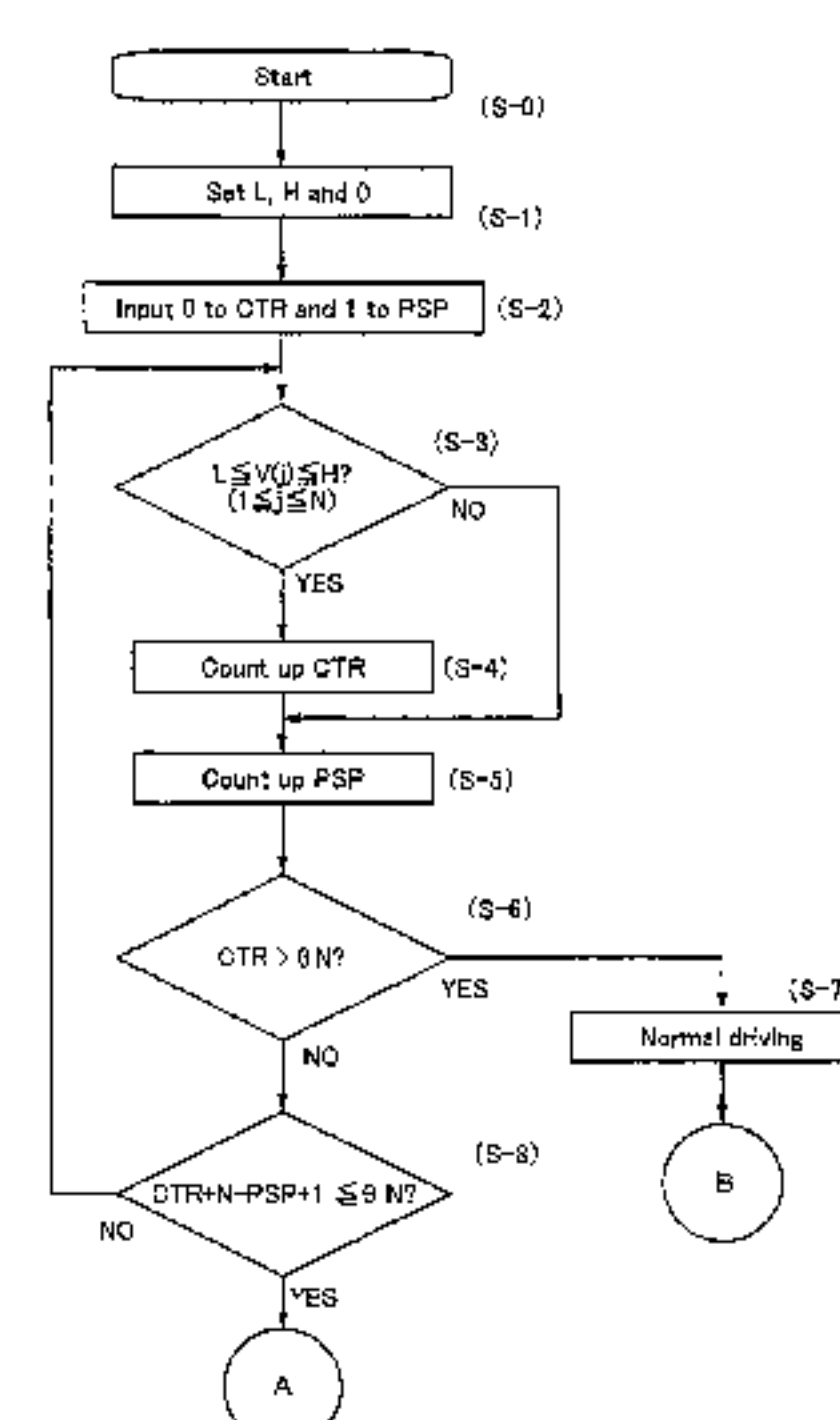 Start
(S-0)
Set L, H and
(S-1)
Input 0 to CTR and 1 to PSP
(S-2)
(S-3)
L≦V(j)≦H?
(1≦j≦N)
NO
YES
Count up CTR
(S-4)
Count up PSP
(S-5)
(S-6)
CTR >
YES
NO
(S-7
Normal driving
(S-8)
CTR+N-PSP+1 ≦
B
NO
YES
A